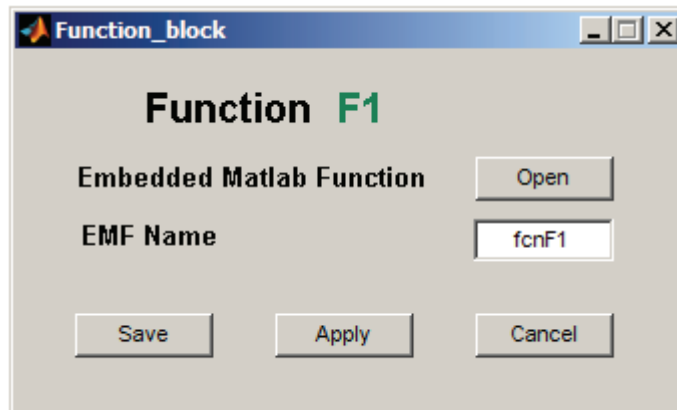 Function_block
Function F1
Embedded Matlab Function Open
EMF Name fcnF1
Save Apply Cancel